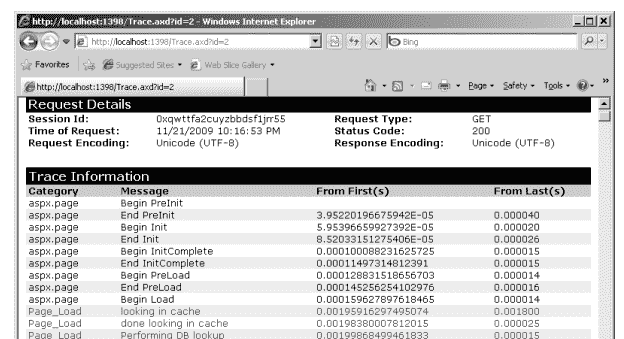 http://localhost:1398/Trace.axd?id=2 - Windows Internet Explorer
http://localhost:1398/Trace.axd?id=2 Bing
Favorites Suggested Sites Web Slice Gallery
http://localhost:1398/Trace.axd?id=2 Page Safety Tools
Request Details
Session Id: 0xqwttfa2cuyzbbdsf1jrr55 Request Type: GET
Time of Request: 11/21/2009 10:16:53 PM Status Code: 200
Request Encoding: Unicode (UTF-8) Response Encoding: Unicode (UTF-8)
Trace Information
Category Message From First(s) From Last(s)
aspx.page Begin PreInit
aspx.page End PreInit 3.95220196675942E-05 0.000040
aspx.page Begin Init 5.95396659927392E-05 0.000020
aspx.page End Init 8.52033151275406E-05 0.000026
aspx.page Begin InitComplete 0.000100088231625725 0.000015
aspx.page End InitComplete 0.00011497314812391 0.000015
aspx.page Begin PreLoad 0.000128831518656703 0.000014
aspx.page End PreLoad 0.000145256254102976 0.000016
aspx.page Begin Load 0.000159627897618465 0.000014
Page_Load looking in cache 0.00195916297495074 0.001800
Page_Load done looking in cache 0.00198380007812015 0.000025
Page_Load Performing DB lookup 0.00199868499461833 0.000015